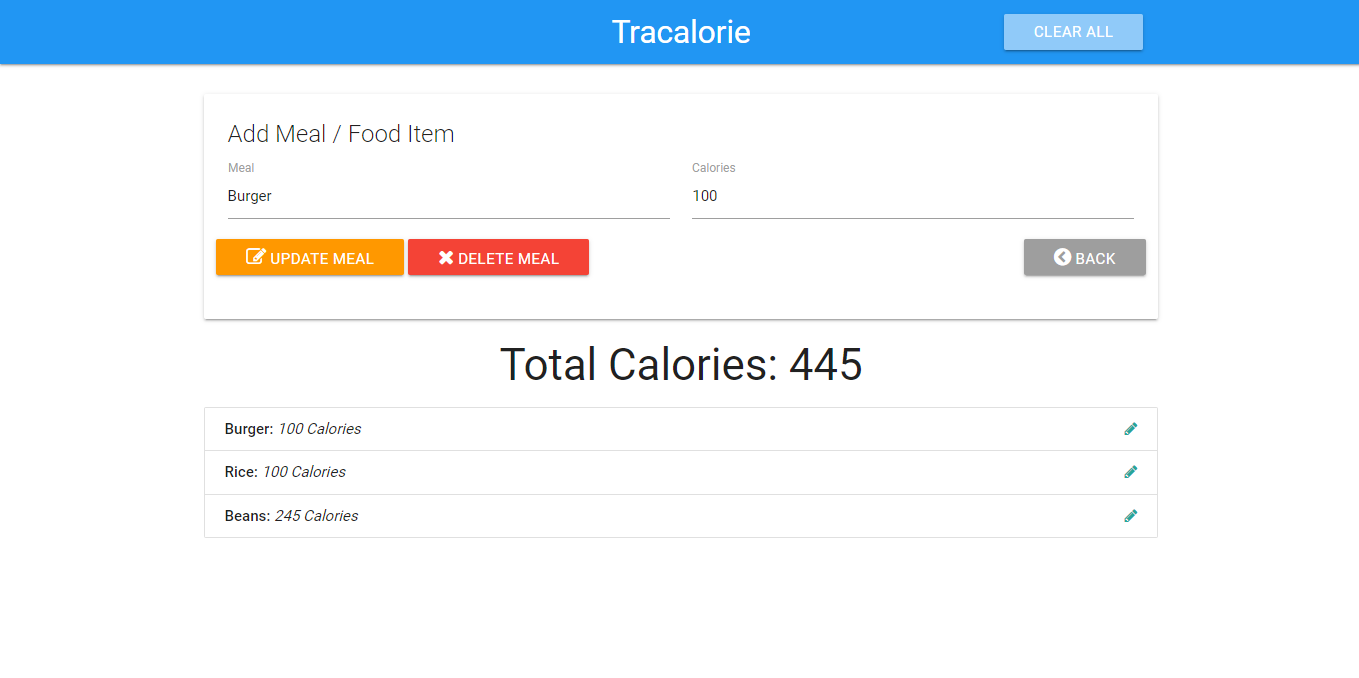 Tracalorie
CLEAR ALL
Add Meal / Food Item
Meal
Calories
Burger
100
UPDATE MEAL
DELETE MEAL
BACK
Total Calories: 445
Burger: 100 Calories
Rice: 100 Calories
Beans: 245 Calories